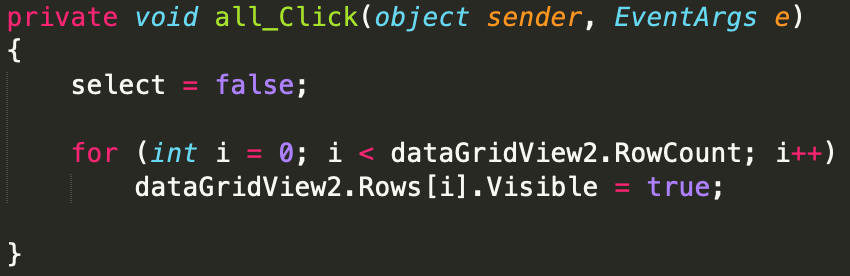 private void all_Click(object sender, EventArgs e)
{
    select = false;

    for (int i = 0; i < dataGridView2.RowCount; i++)
        dataGridView2.Rows[i].Visible = true;

}